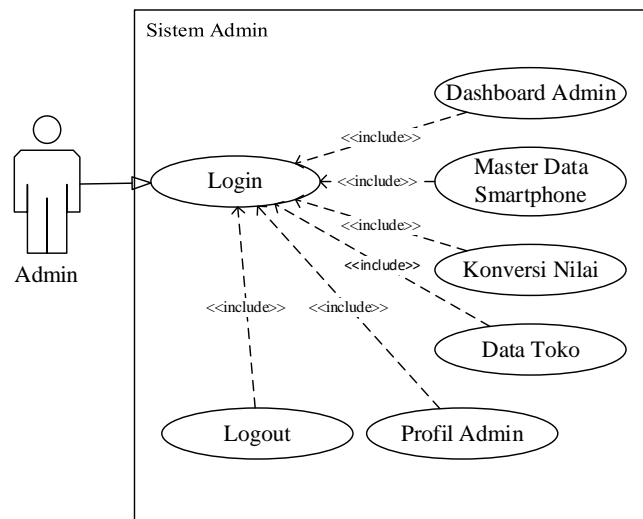 Sistem Admin
Dashboard Admin
<<include>>
Master Data
Smartphone
<<include>>
Login
<<include>>
Konversi Nilai
<<include>>
Admin
<<include>>
<<include>>
Data Toko
Logout
Profil Admin